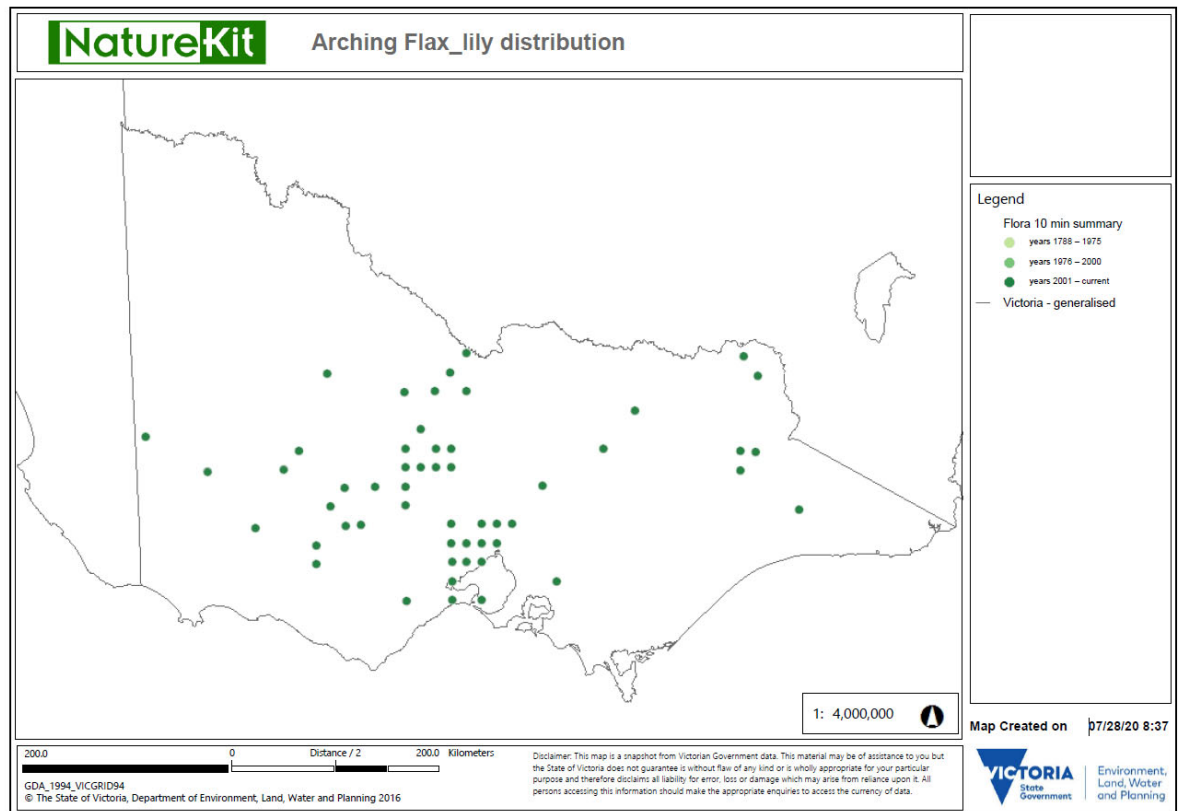 NatureKit
Arching Flax_lily distribution
Legend
Flora 10 min summary
years 1788 – 1975
years 1976 – 2000
years 2001 – current
Victoria - generalised
1: 4,000,000
Map Created on 07/28/20 8:37
200.0 0 Distance / 2 200.0 Kilometers
GDA_1994_VICGRID94
© The State of Victoria, Department of Environment, Land, Water and Planning 2016
Disclaimer: This map is a snapshot from Victorian Government data. This material may be of assistance to you but
the State of Victoria does not guarantee is without flaw of any kind or is wholly appropriate for your particular
purpose and therefore disclaims all liability for error, loss or damage which may arise from reliance upon it. All
persons accessing this information should make the appropriate enquiries to access the currency of data.
VICTORIA
State
Government
Environment,
Land, Water
and Planning